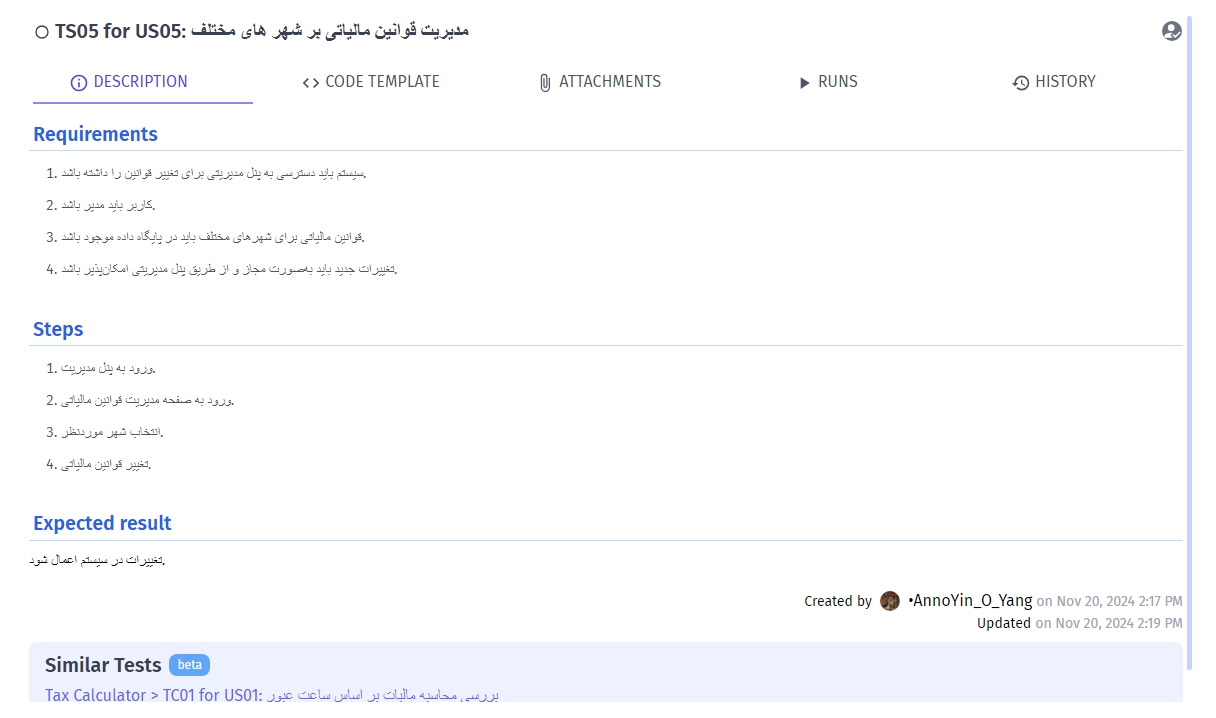 TS05 for US05: مدیریت قوانین مالیاتی بر شهر های مختلف
DESCRIPTION
CODE TEMPLATE
ATTACHMENTS
RUNS
HISTORY
Requirements
1. سیستم باید دسترسی به پنل مدیریتی برای تغییر قوانین را داشته باشد.
2. کاربر باید مدیر باشد.
3. قوانین مالیاتی برای شهرهای مختلف باید در پایگاه داده موجود باشد.
4. تغییرات جدید باید به‌صورت مجاز و از طریق پنل مدیریتی امکان‌پذیر باشد.
Steps
1. ورود به پنل مدیریت.
2. ورود به صفحه مدیریت قوانین مالیاتی.
3. انتخاب شهر موردنظر.
4. تغییر قوانین مالیاتی.
Expected result
تغییرات در سیستم اعمال شود.
Created by •AnnoYin_O_Yang on Nov 20, 2024 2:17 PM
Updated on Nov 20, 2024 2:19 PM
Similar Tests beta
Tax Calculator > TC01 for US01: بررسی محاسبه مالیات بر اساس ساعت عبور